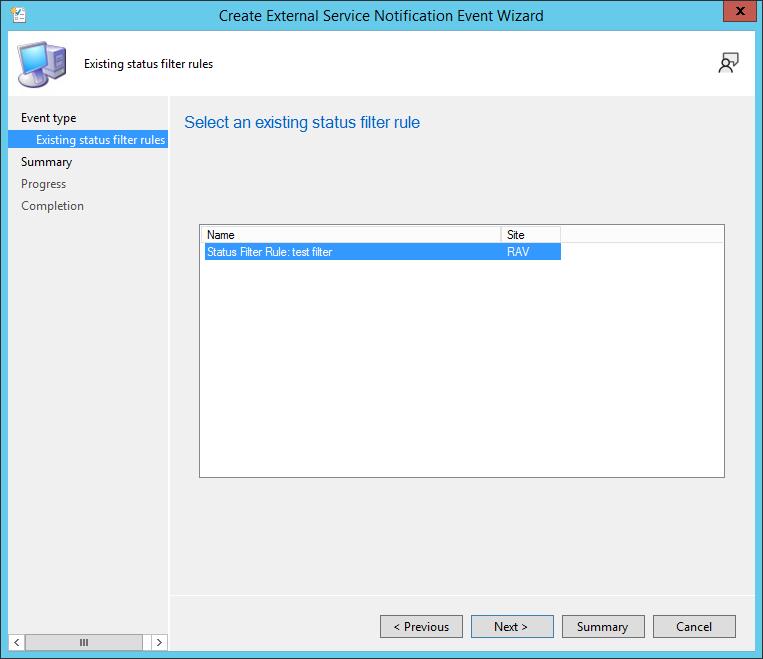 Create External Service Notification Event Wizard
X
Existing status filter rules
Event type
Existing status filter rules
Summary
Progress
Completion
Select an existing status filter rule
Name Site
Status Filter Rule: test filter RAV
< Previous Next > Summary Cancel